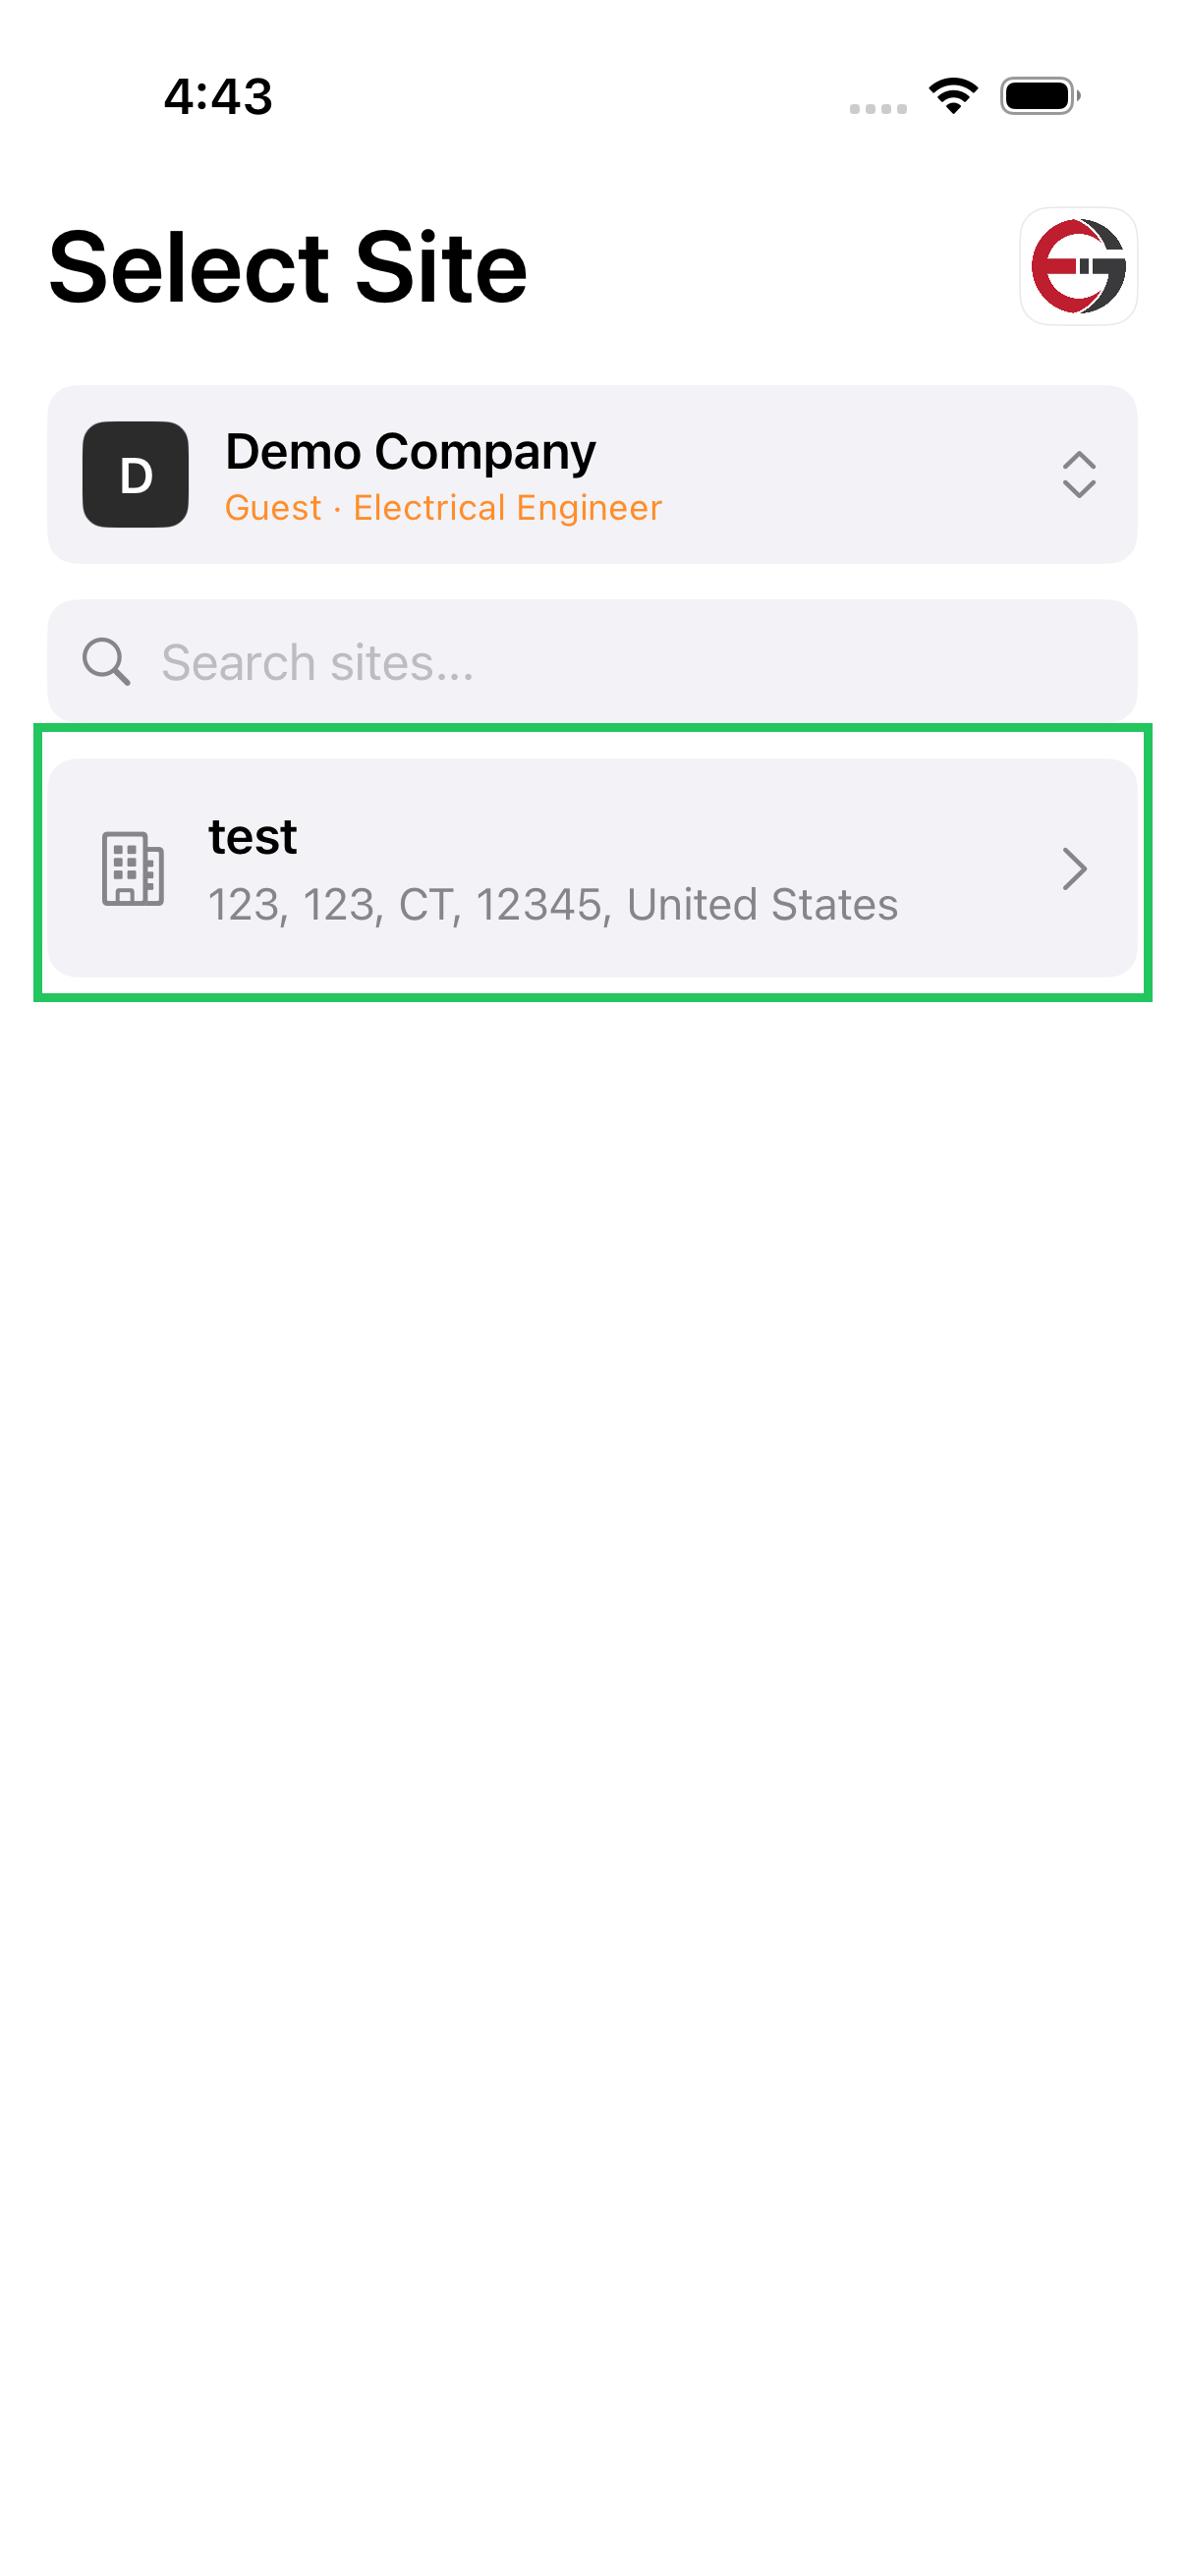 4:43
Select Site
D
Demo Company
Guest · Electrical Engineer
Search sites...
test
123, 123, CT, 12345, United States